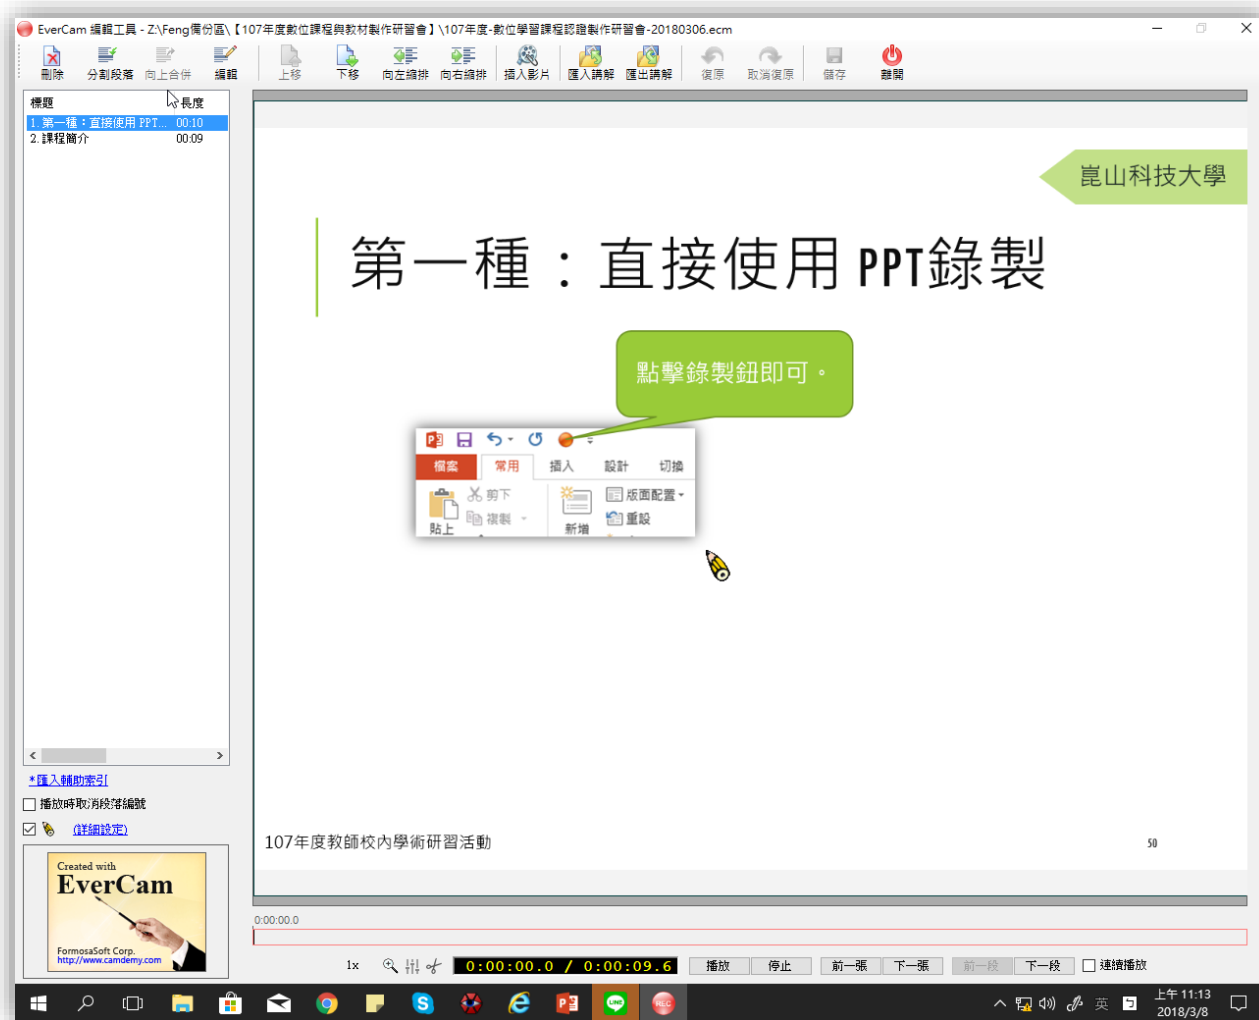 EverCam 編輯工具 - Z:\Feng備份區\【107年度數位課程與教材製作研習會】\107年度-數位學習課程認證製作研習會-20180306.ecm
刪除 分割段落 向上合併 編輯 上移 下移 向左縮排 向右縮排 插入影片 匯入講解 匯出講解 復原 取消復原 儲存 離開
標題 長度
1. 第一種：直接使用 PPT... 00:10
2. 課程簡介 00:09
崑山科技大學
第一種：直接使用 PPT錄製
點擊錄製鈕即可。
檔案 常用 插入 設計 切換
剪下 版面配置
複製 重設
貼上 新增
*匯入輔助索引
播放時取消段落編號
(詳細設定)
107年度教師校內學術研習活動
50
Created with
EverCam
FormosaSoft Corp.
http://www.camdemy.com
0:00:00.0
1x 0:00:00.0 / 0:00:09.6 播放 停止 前一張 下一張 前一段 下一段 連續播放
英 上午 11:13
2018/3/8